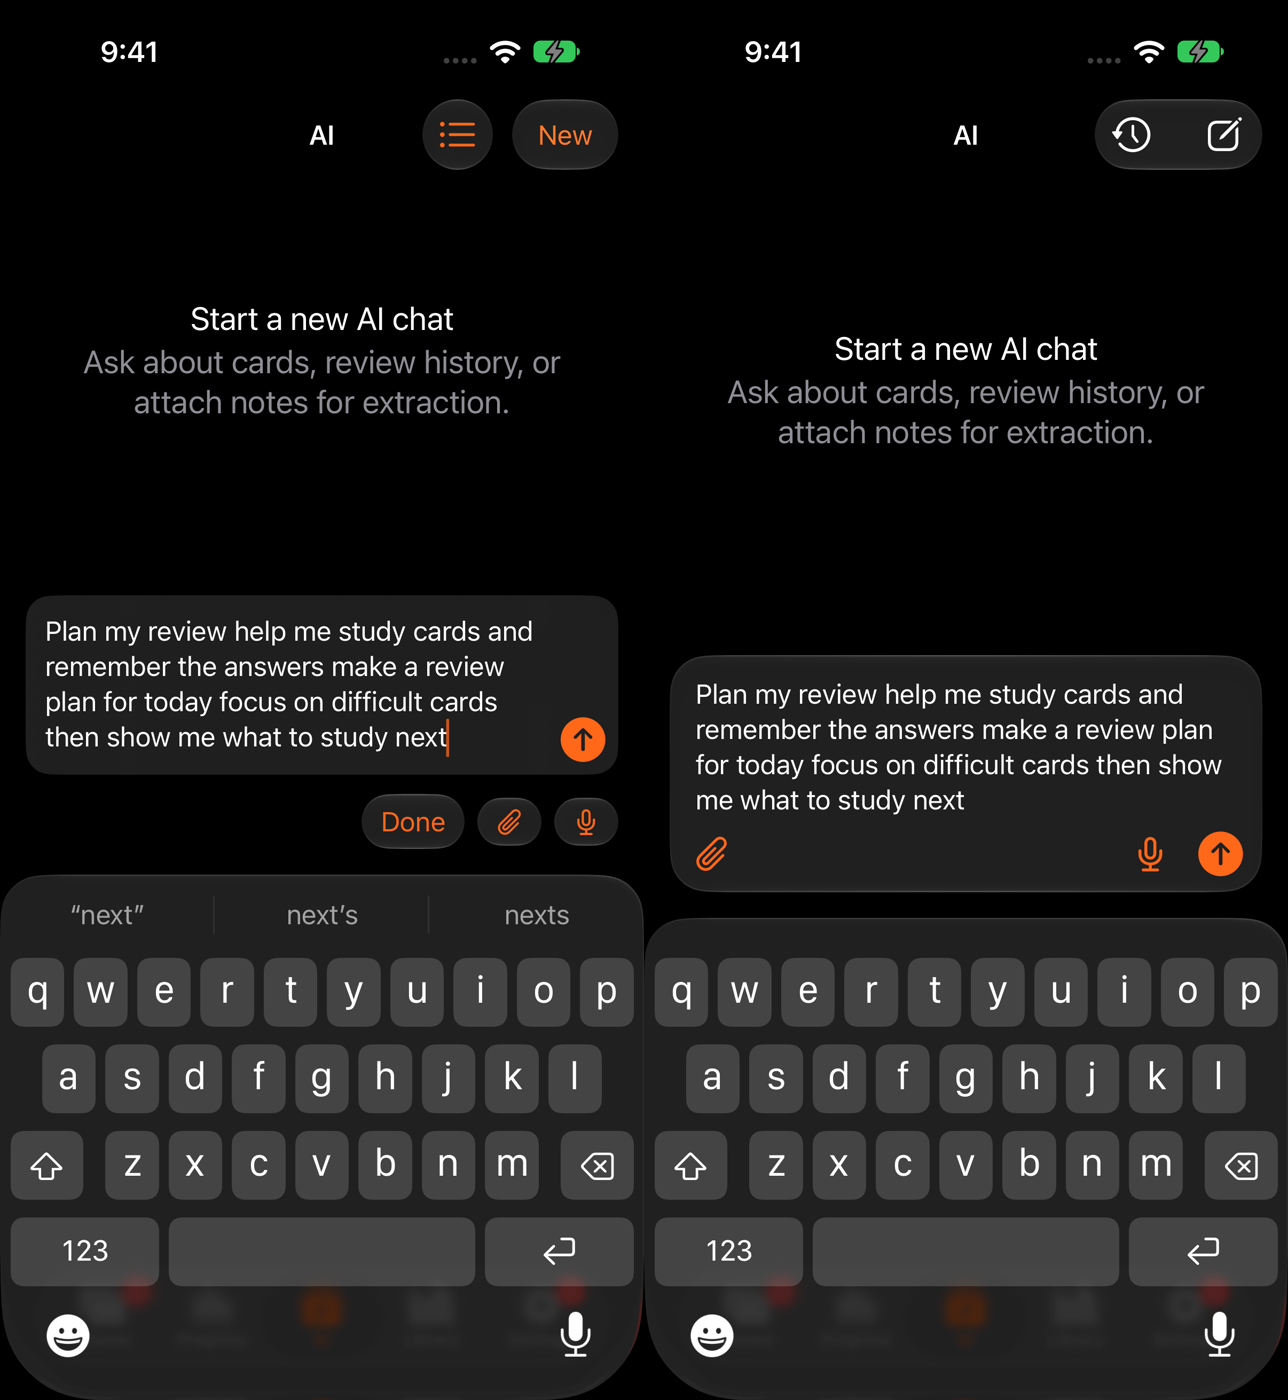 9:41
AI
New
Start a new AI chat
Ask about cards, review history, or
attach notes for extraction.
Plan my review help me study cards and
remember the answers make a review
plan for today focus on difficult cards
then show me what to study next
Done
“next”
next’s
nexts
q w e r t y u i o p
a s d f g h j k l
z x c v b n m
123
9:41
AI
Start a new AI chat
Ask about cards, review history, or
attach notes for extraction.
Plan my review help me study cards and
remember the answers make a review plan
for today focus on difficult cards then show
me what to study next
q w e r t y u i o p
a s d f g h j k l
z x c v b n m
123